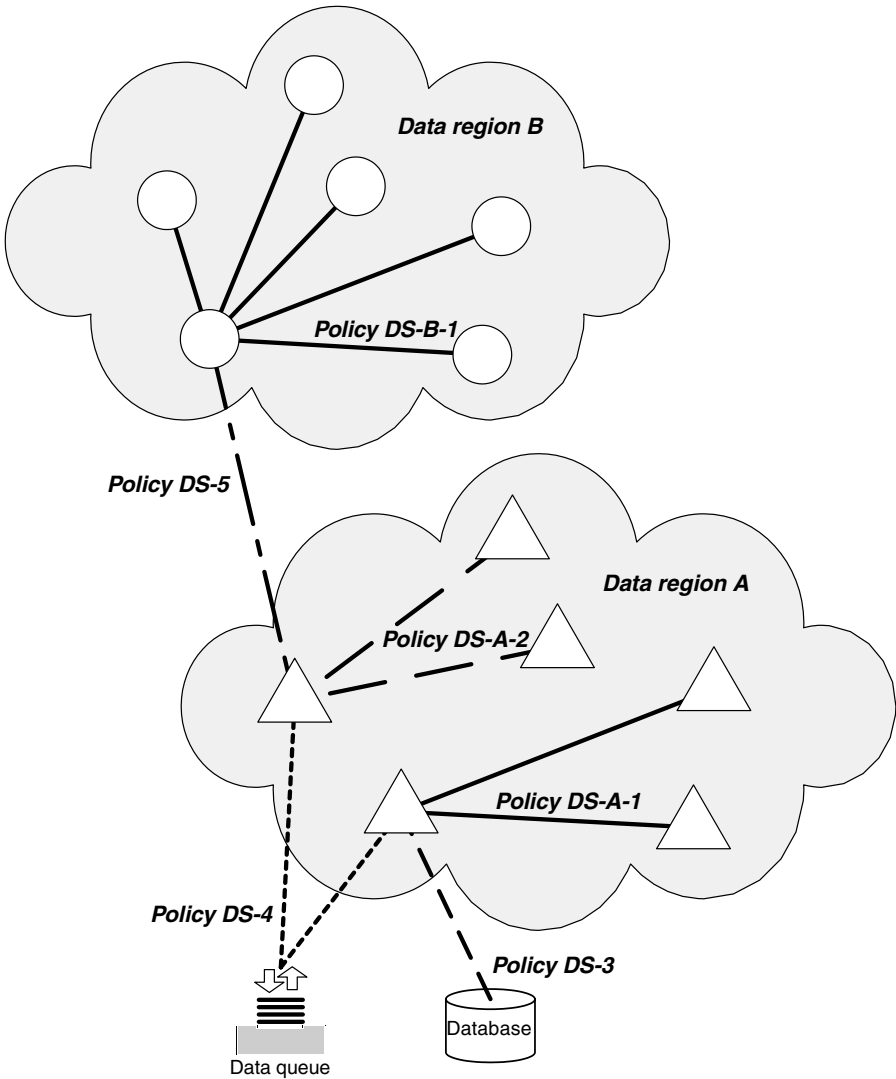 Data region B
Policy DS-B-1
Policy DS-5
Data region A
Policy DS-A-2
Policy DS-A-1
Policy DS-4
Policy DS-3
Database
Data queue